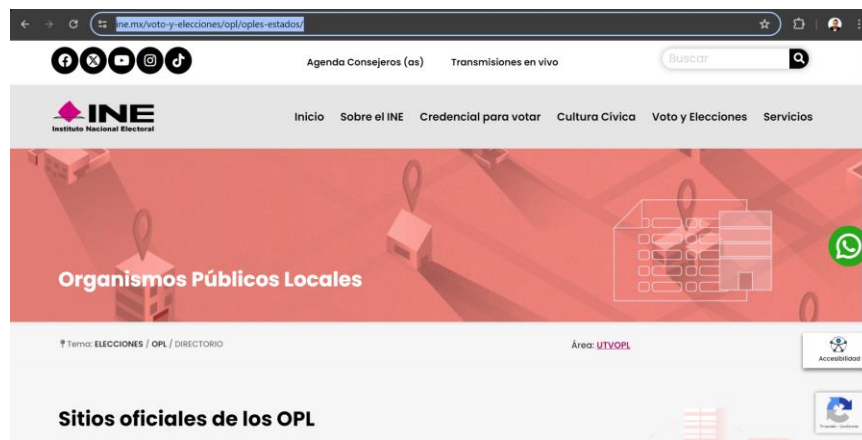 ine.mx/voto-y-elecciones/opl/oples-estados/
Agenda Consejeros (as) Transmisiones en vivo Buscar
INE
Instituto Nacional Electoral
Inicio Sobre el INE Credencial para votar Cultura Cívica Voto y Elecciones Servicios
Organismos Públicos Locales
Tema: ELECCIONES / OPL / DIRECTORIO Área: UTVOPL
Accesibilidad
Sitios oficiales de los OPL